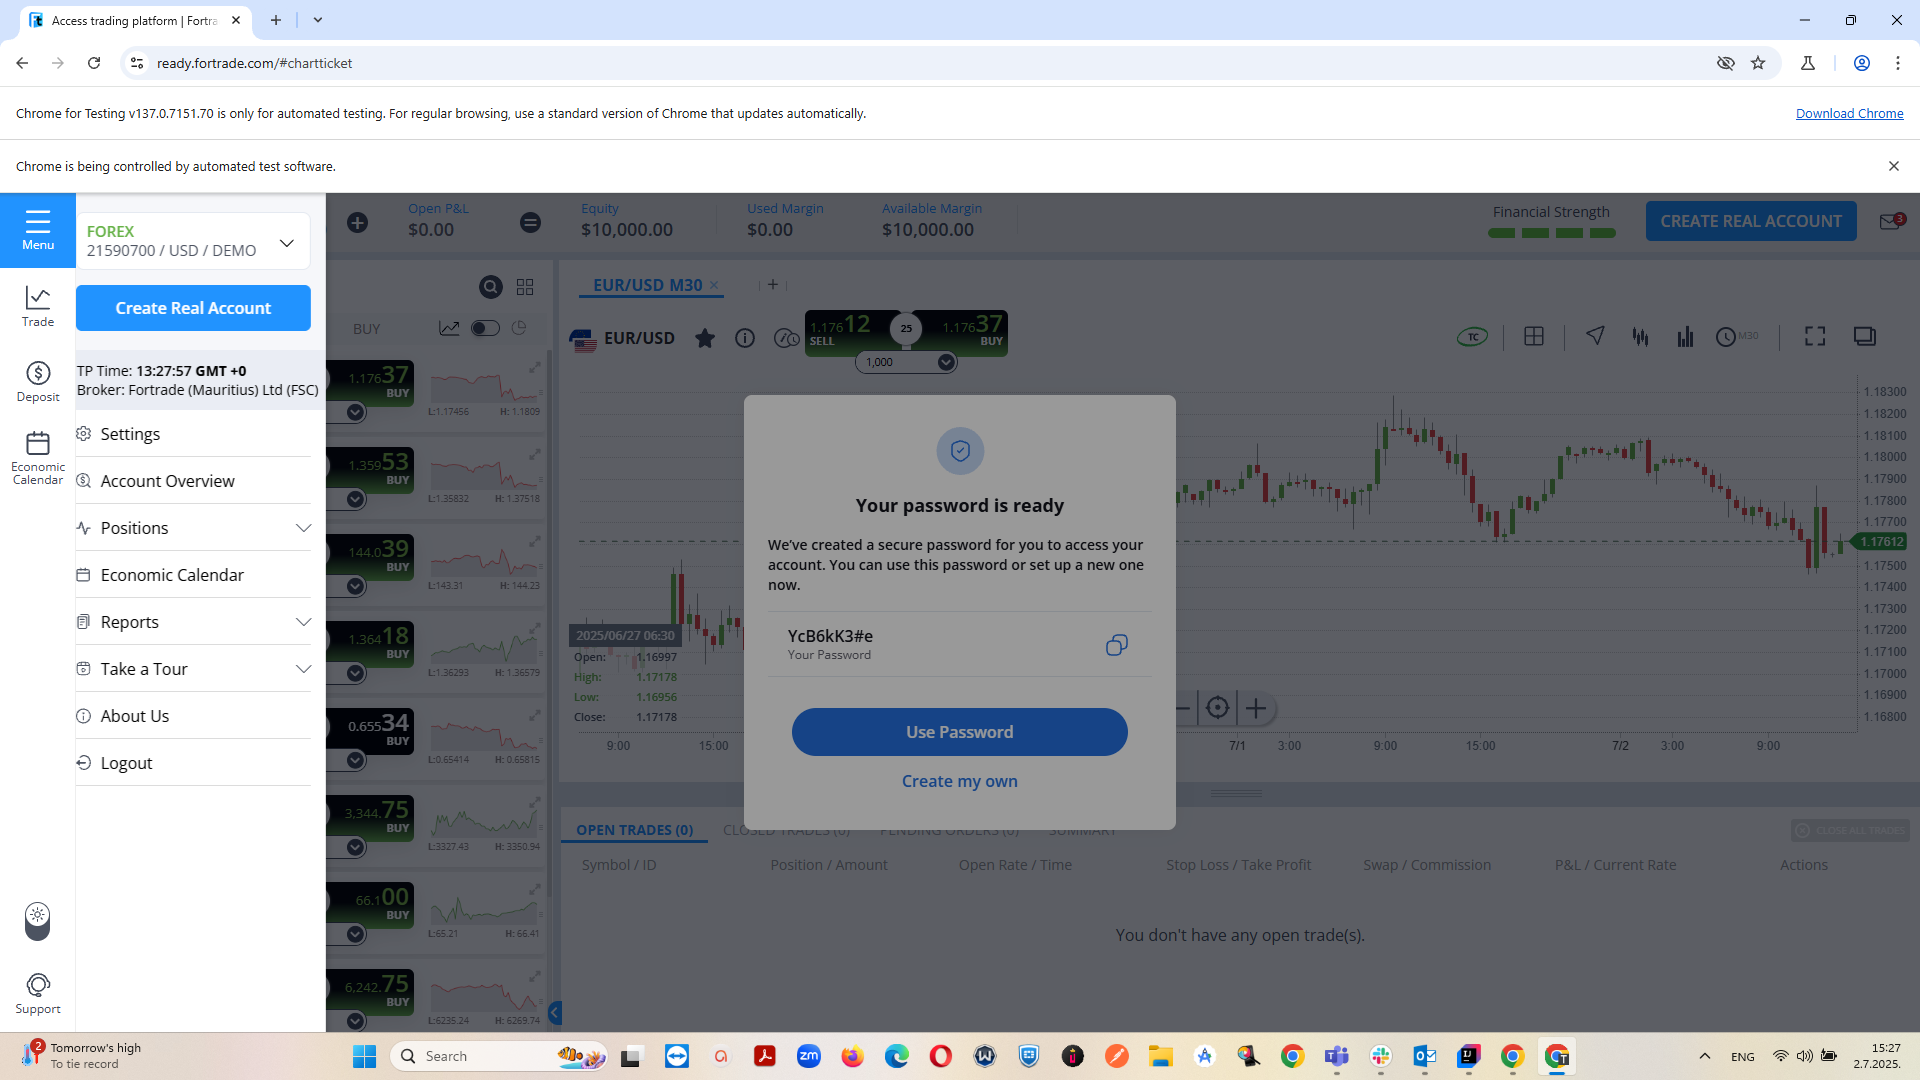 Access trading platform | Fortra
ready.fortrade.com/#chartticket
Chrome for Testing v137.0.7151.70 is only for automated testing. For regular browsing, use a standard version of Chrome that updates automatically.
Download Chrome
Chrome is being controlled by automated test software.
Menu
Trade
Deposit
Economic
Calendar
Support
FOREX
21590700 / USD / DEMO
Create Real Account
TP Time: 13:27:57 GMT +0
Broker: Fortrade (Mauritius) Ltd (FSC)
Settings
Account Overview
Positions
Economic Calendar
Reports
Take a Tour
About Us
Logout
Open P&L
$0.00
Equity
$10,000.00
Used Margin
$0.00
Available Margin
$10,000.00
Financial Strength
CREATE REAL ACCOUNT
3
BUY
1.17637
BUY
L:1.17456 H: 1.1809
1.35953
BUY
L:1.35832 H: 1.37518
144.039
BUY
L:143.31 H: 144.23
1.36418
BUY
L:1.36293 H: 1.36579
0.65534
BUY
L:0.65414 H: 0.65815
3,344.75
BUY
L:3327.43 H: 3350.94
66.100
BUY
L:65.21 H: 66.41
6,242.75
BUY
L:6235.24 H: 6269.74
EUR/USD M30
EUR/USD
1.17612
SELL
25
1.17637
BUY
1,000
TC
M30
1.18300
1.18200
1.18100
1.18000
1.17900
1.17800
1.17700
1.17612
1.17500
1.17400
1.17300
1.17200
1.17100
1.17000
1.16900
1.16800
2025/06/27 06:30
Open: 1.16997
High: 1.17178
Low: 1.16956
Close: 1.17178
9:00 15:00 7/1 3:00 9:00 15:00 7/2 3:00 9:00
Your password is ready
We've created a secure password for you to access your
account. You can use this password or set up a new one
now.
YcB6kK3#e
Your Password
Use Password
Create my own
OPEN TRADES (0) CLOSED TRADES (0) PENDING ORDERS (0) SUMMARY
CLOSE ALL TRADES
Symbol / ID Position / Amount Open Rate / Time Stop Loss / Take Profit Swap / Commission P&L / Current Rate Actions
You don't have any open trade(s).
2
Tomorrow's high
To tie record
Search
zm
ENG
15:27
2.7.2025.